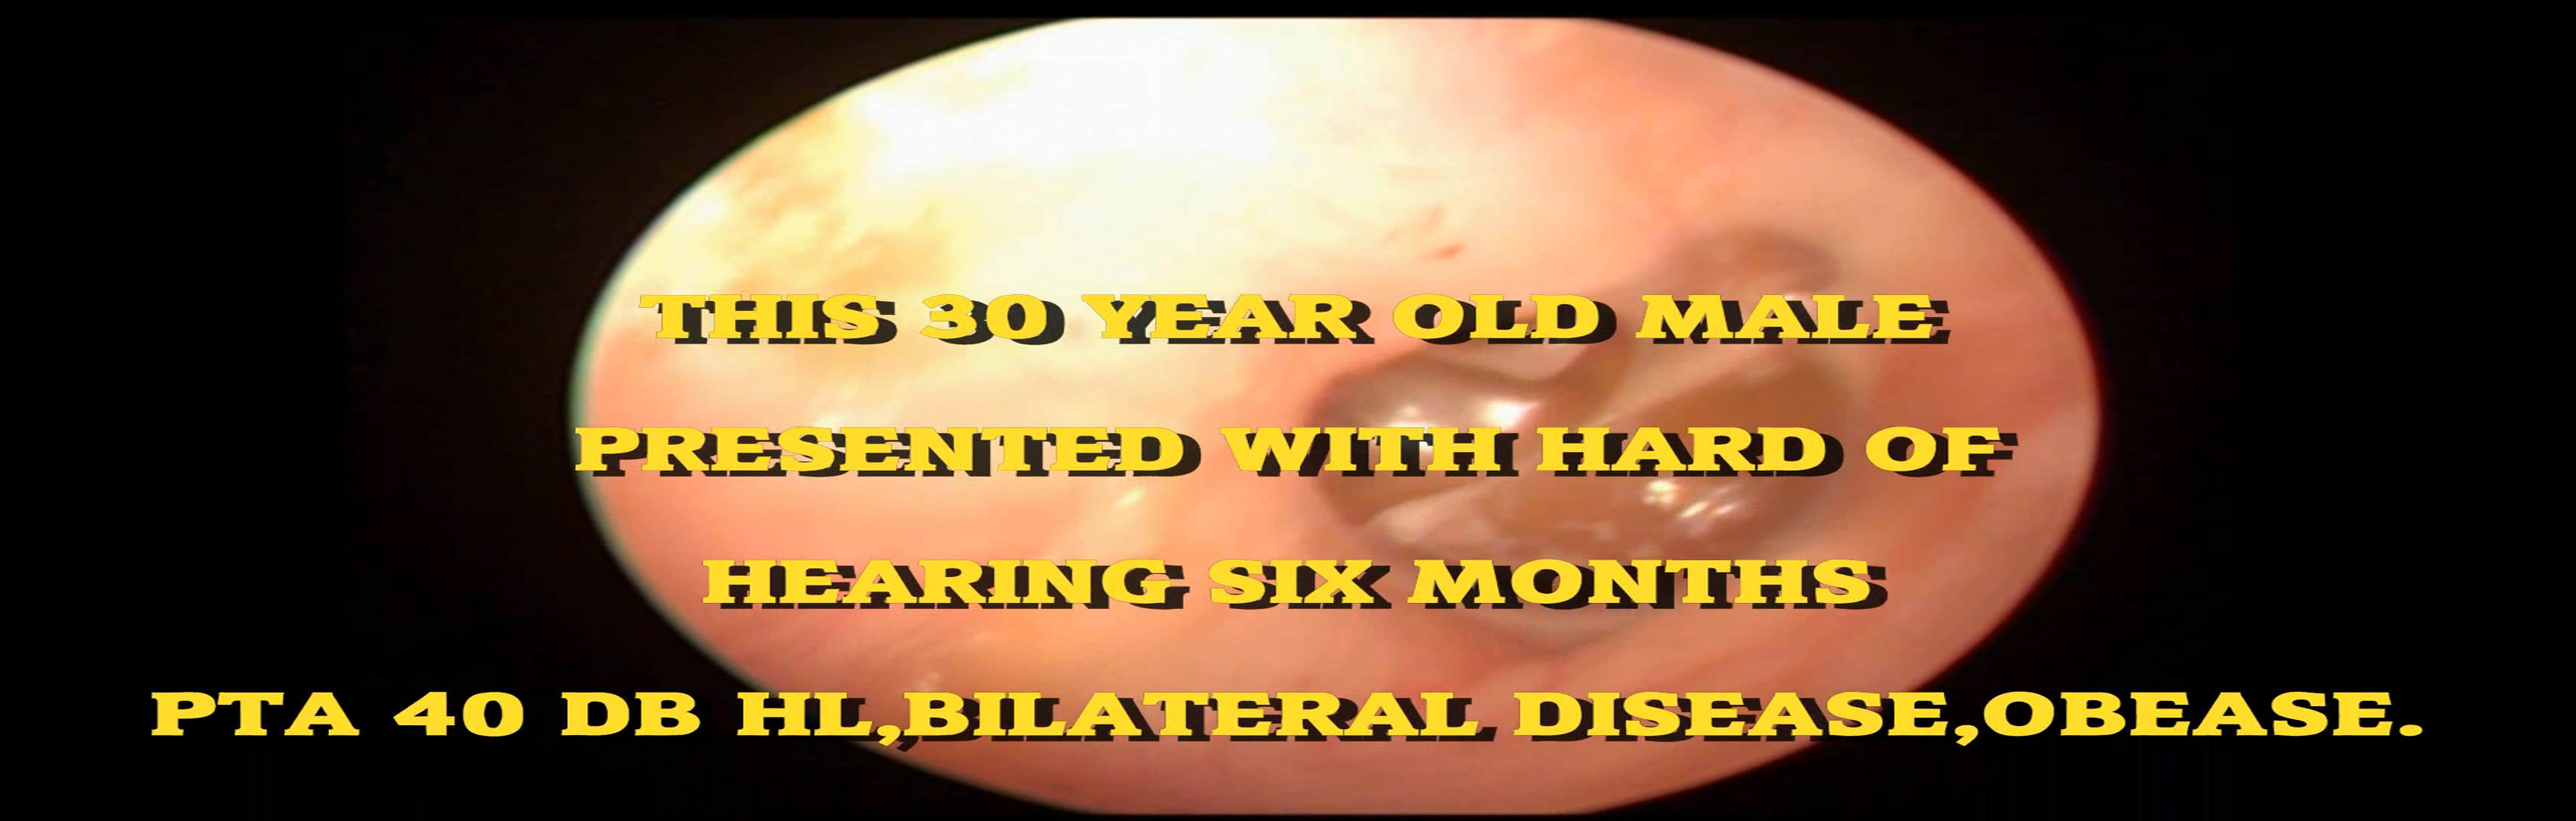 THIS 30 YEAR OLD MALE
PRESENTED WITH HARD OF
HEARING SIX MONTHS
PTA 40 DB HL,BILATERAL DISEASE,OBEASE.